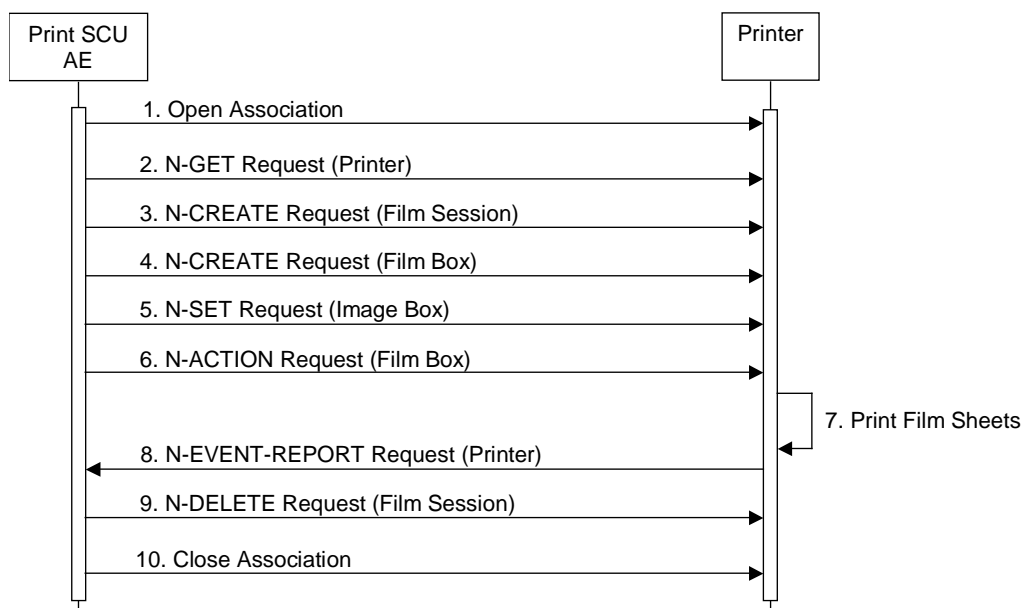 Print SCU
AE
Printer
1. Open Association
2. N-GET Request (Printer)
3. N-CREATE Request (Film Session)
4. N-CREATE Request (Film Box)
5. N-SET Request (Image Box)
6. N-ACTION Request (Film Box)
7. Print Film Sheets
8. N-EVENT-REPORT Request (Printer)
9. N-DELETE Request (Film Session)
10. Close Association